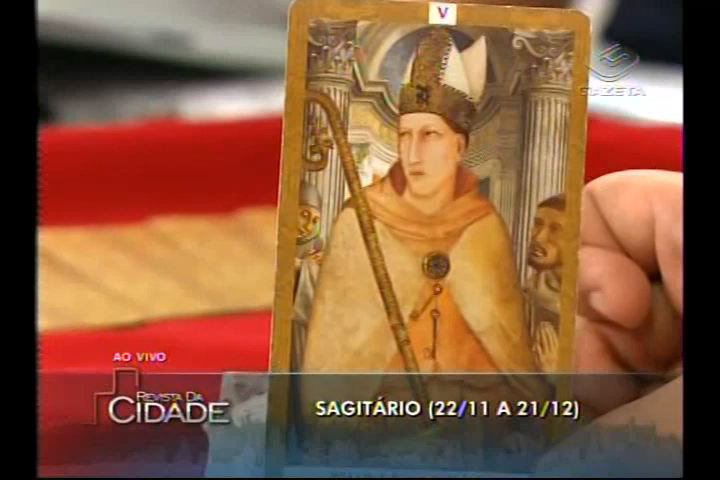 V
GAZETA
AO VIVO
REVISTA DA
CIDADE
SAGITÁRIO (22/11 A 21/12)